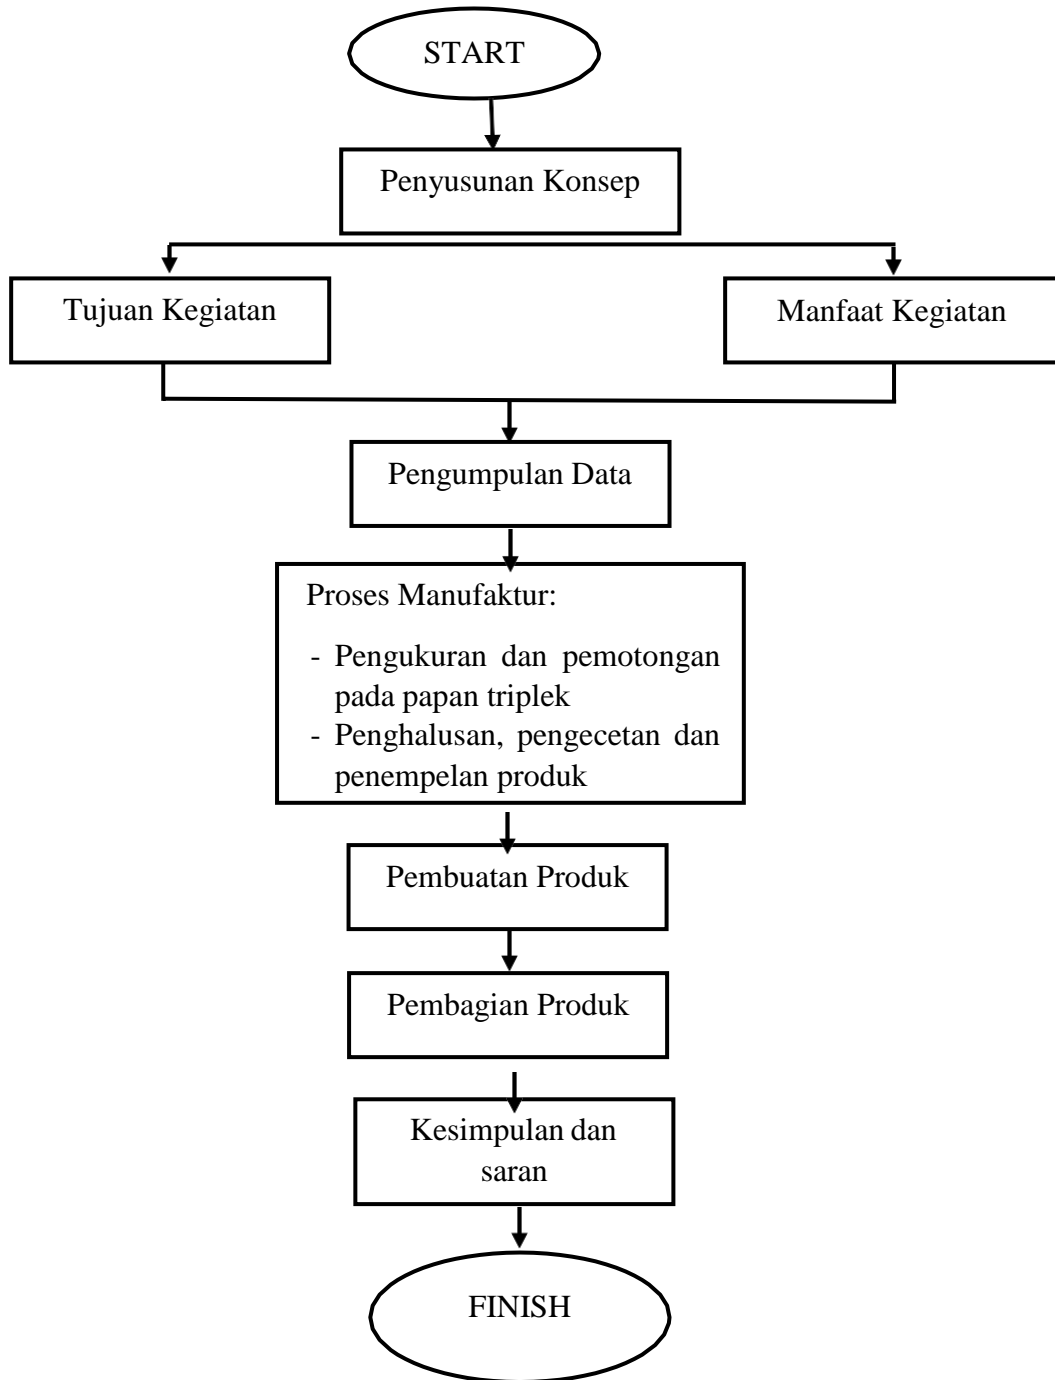 START
Penyusunan Konsep
Tujuan Kegiatan
Manfaat Kegiatan
Pengumpulan Data
Proses Manufaktur:
- Pengukuran dan pemotongan
pada papan triplek
- Penghalusan, pengecetan dan
penempelan produk
Pembuatan Produk
Pembagian Produk
Kesimpulan dan
saran
FINISH